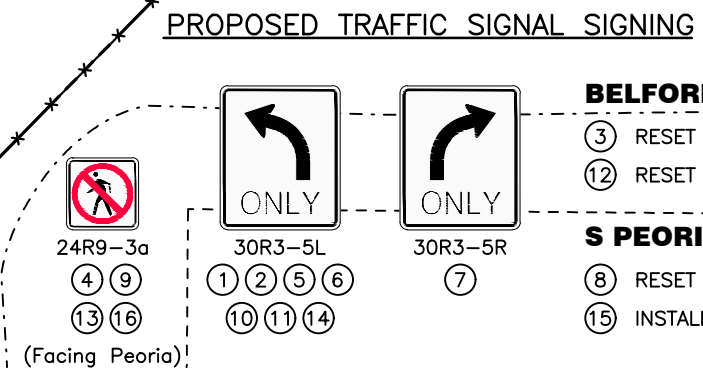 PROPOSED TRAFFIC SIGNAL SIGNING
ONLY
24R9-3a
4 9
13 16
(Facing Peoria)
ONLY
30R3-5L
1 2 5 6
10 11 14
30R3-5R
7
3 RESET
12 RESET
S PEORI
8 RESET
15